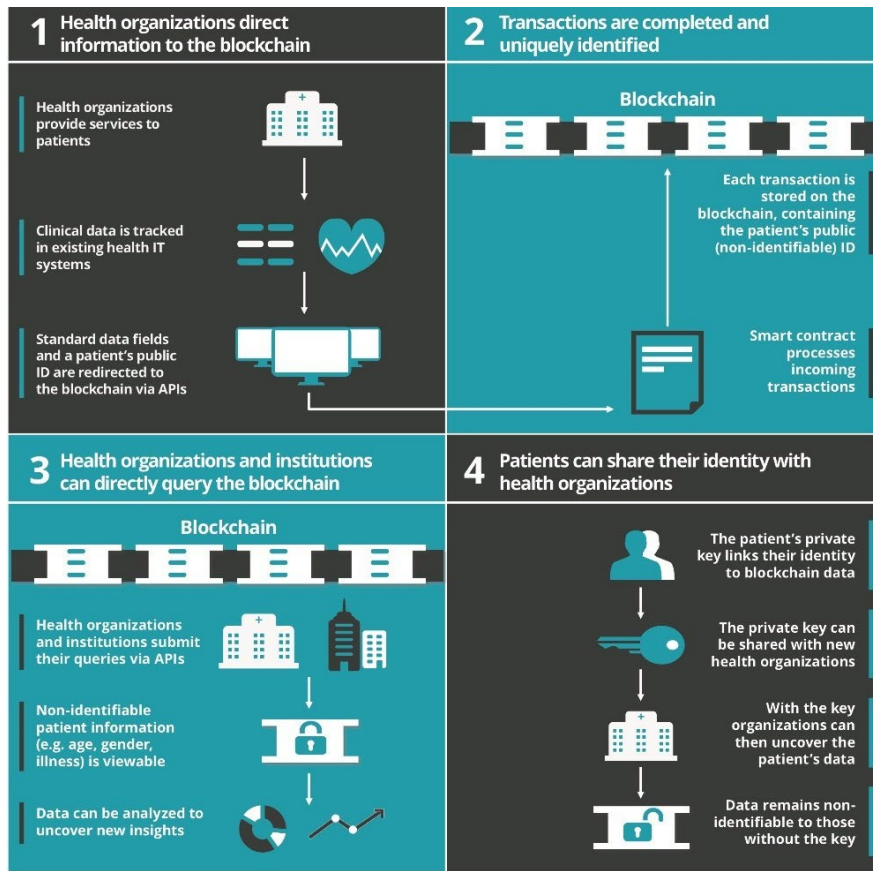 1 Health organizations direct
information to the blockchain
Health organizations
provide services to
patients
Clinical data is tracked
in existing health IT
systems
Standard data fields
and a patient's public
ID are redirected to
the blockchain via APIs
2 Transactions are completed and
uniquely identified
Blockchain
Each transaction is
stored on the
blockchain, containing
the patient's public
(non-identifiable) ID
Smart contract
processes
incoming
transactions
3 Health organizations and institutions
can directly query the blockchain
Blockchain
Health organizations
and institutions submit
their queries via APIs
Non-identifiable
patient information
(e.g. age, gender,
illness) is viewable
Data can be analyzed to
uncover new insights
4 Patients can share their identity with
health organizations
The patient's private
key links their identity
to blockchain data
The private key can
be shared with new
health organizations
With the key
organizations can
then uncover the
patient's data
Data remains non-
identifiable to those
without the key